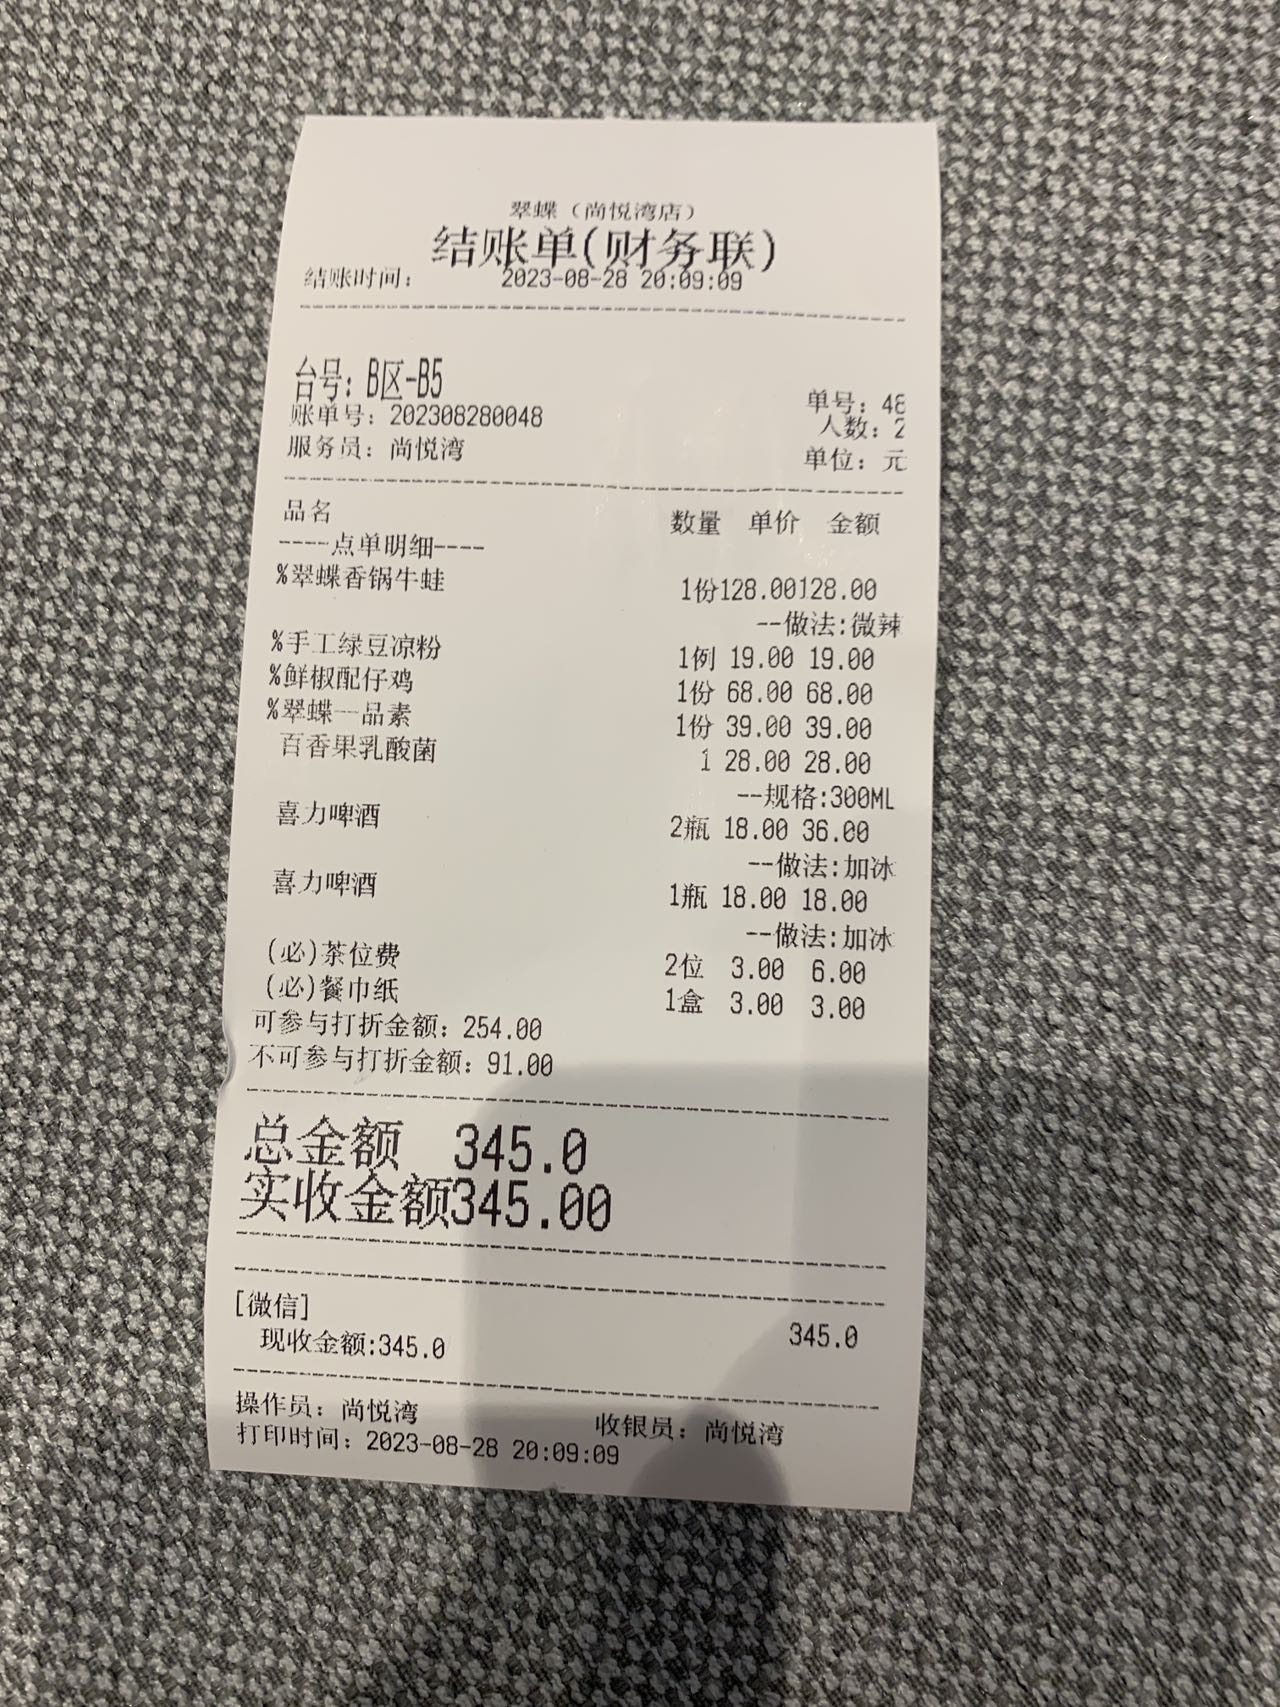 翠蝶（尚悦湾店）
结账单(财务联)
结账时间： 2023-08-28 20:09:09
台号：B区-B5
单号：48
账单号：202308280048
人数：2
服务员：尚悦湾
单位：元
品名 数量 单价 金额
----点单明细----
%翠蝶香锅牛蛙 1份128.00128.00
--做法:微辣
%手工绿豆凉粉 1例 19.00 19.00
%鲜椒配仔鸡 1份 68.00 68.00
%翠蝶一品素 1份 39.00 39.00
百香果乳酸菌 1 28.00 28.00
--规格:300ML
喜力啤酒 2瓶 18.00 36.00
--做法:加冰
喜力啤酒 1瓶 18.00 18.00
--做法:加冰
(必)茶位费 2位 3.00 6.00
(必)餐巾纸 1盒 3.00 3.00
可参与打折金额：254.00
不可参与打折金额：91.00
总金额 345.0
实收金额345.00
[微信]
现收金额:345.0 345.0
操作员：尚悦湾 收银员：尚悦湾
打印时间：2023-08-28 20:09:09